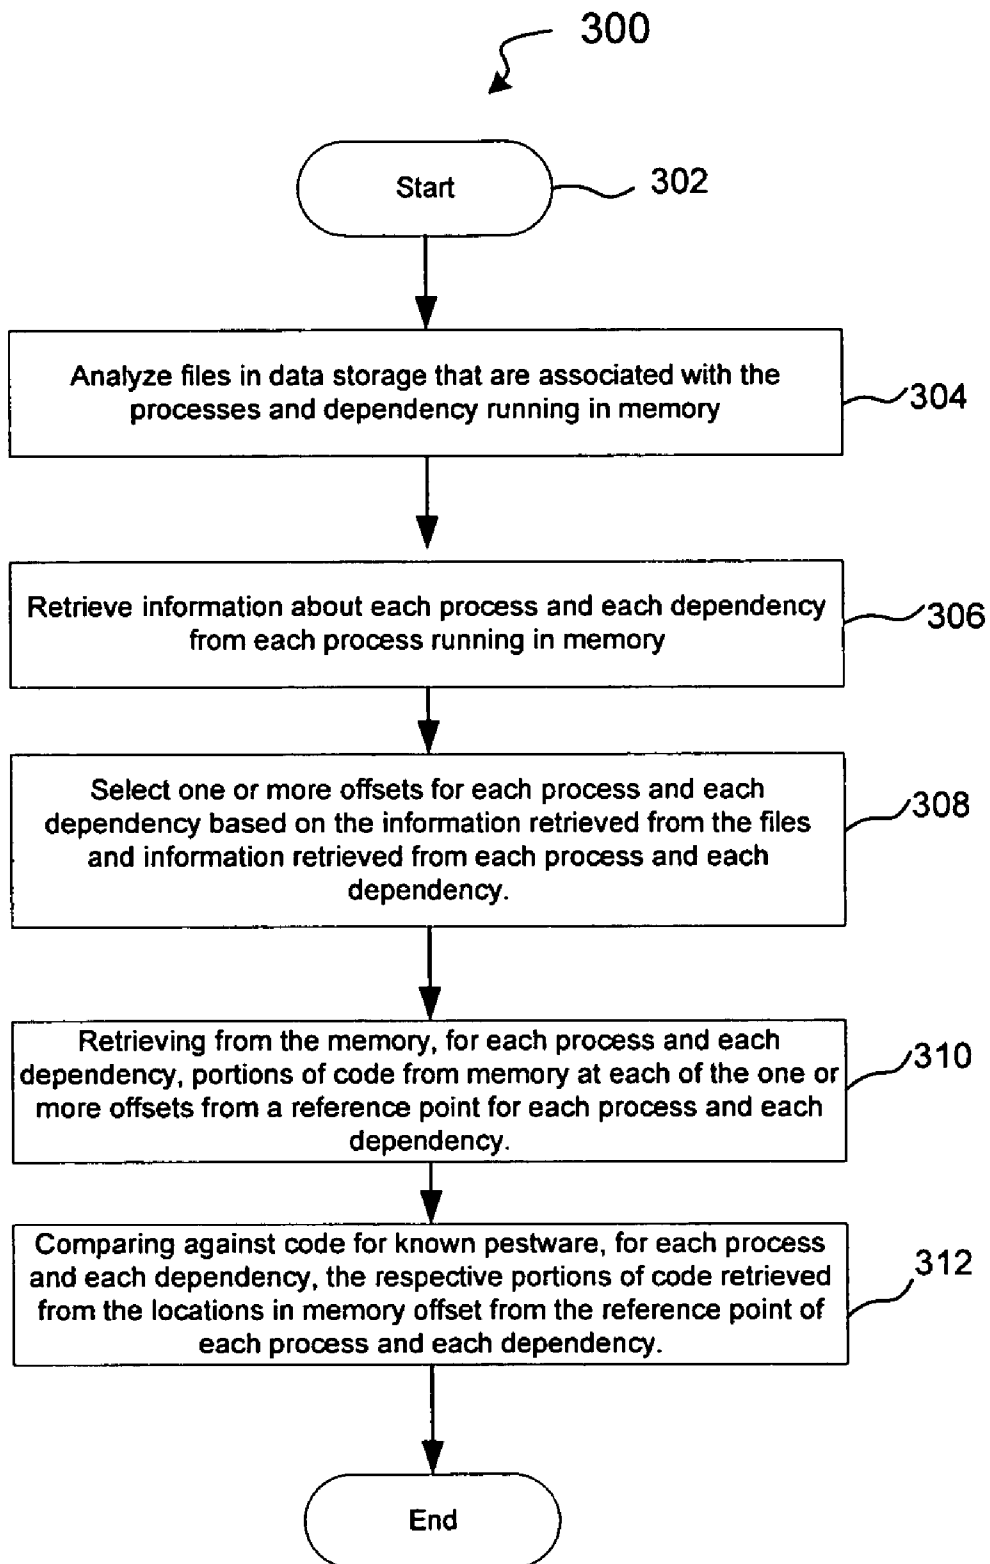 300
Start
302
Analyze files in data storage that are associated with the
processes and dependency running in memory
304
Retrieve information about each process and each dependency
from each process running in memory
306
Select one or more offsets for each process and each
dependency based on the information retrieved from the files
and information retrieved from each process and each
dependency.
308
Retrieving from the memory, for each process and each
dependency, portions of code from memory at each of the one or
more offsets from a reference point for each process and each
dependency.
310
Comparing against code for known pestware, for each process
and each dependency, the respective portions of code retrieved
from the locations in memory offset from the reference point of
each process and each dependency.
312
End